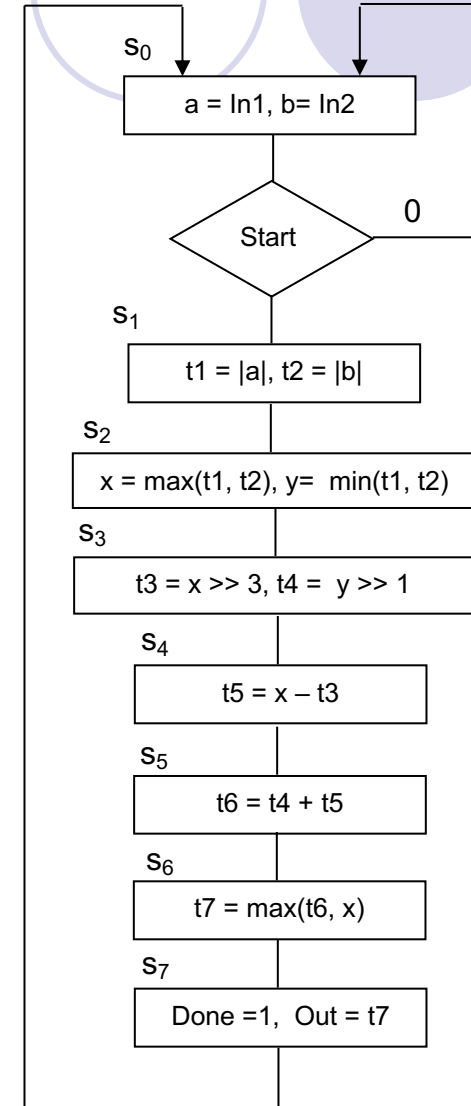 s0
a = In1, b= In2
Start
0
s1
t1 = |a|, t2 = |b|
s2
x = max(t1, t2), y=  min(t1, t2)
s3
t3 = x >> 3, t4 =  y >> 1
s4
t5 = x – t3
s5
t6 = t4 + t5
s6
t7 = max(t6, x)
s7
Done =1,  Out = t7